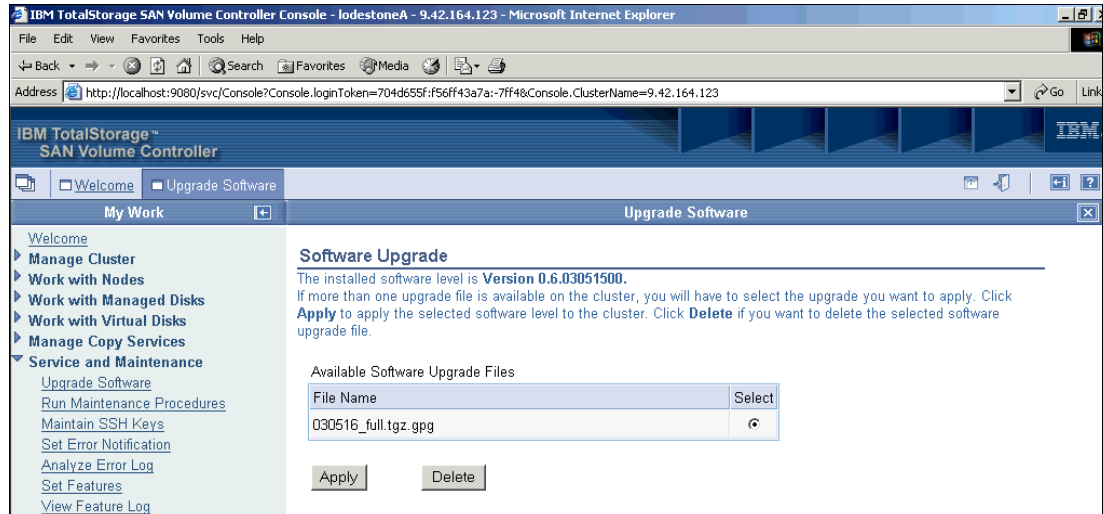 IBM TotalStorage SAN Volume Controller Console - lodestoneA - 9.42.164.123 - Microsoft Internet Explorer
File Edit View Favorites Tools Help
Back Search Favorites Media
Address http://localhost:9080/svc/Console?Console.loginToken=704d655f:f56ff43a7a:-7ff4&Console.ClusterName=9.42.164.123 Go Link
IBM TotalStorage™
SAN Volume Controller
IBM.
Welcome Upgrade Software
My Work
Upgrade Software
Welcome
Manage Cluster
Work with Nodes
Work with Managed Disks
Work with Virtual Disks
Manage Copy Services
Service and Maintenance
Upgrade Software
Run Maintenance Procedures
Maintain SSH Keys
Set Error Notification
Analyze Error Log
Set Features
View Feature Log
Software Upgrade
The installed software level is Version 0.6.03051500.
If more than one upgrade file is available on the cluster, you will have to select the upgrade you want to apply. Click
Apply to apply the selected software level to the cluster. Click Delete if you want to delete the selected software
upgrade file.
Available Software Upgrade Files
File Name Select
030516_full.tgz.gpg
Apply Delete